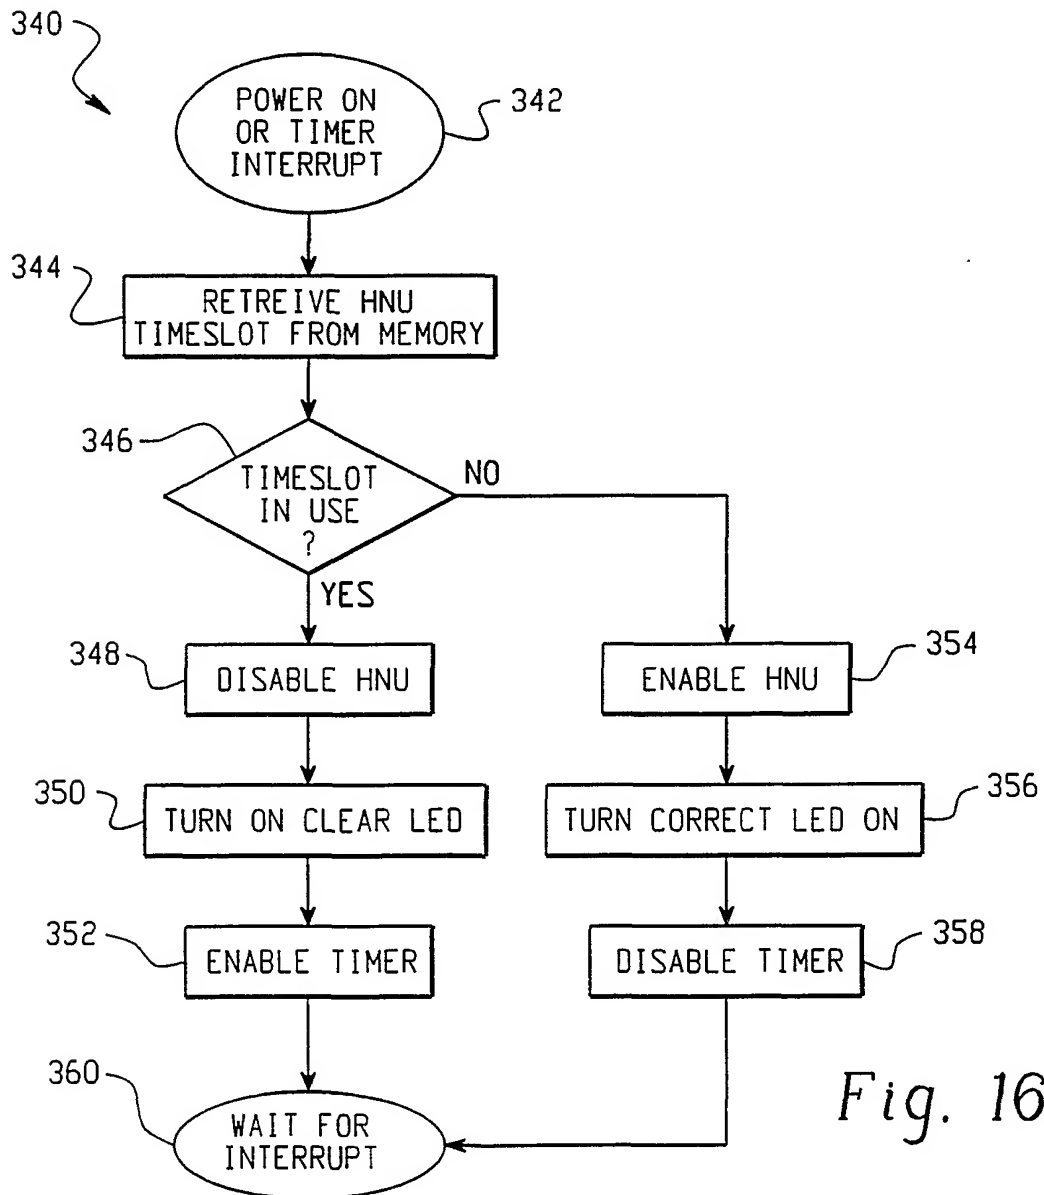 340
POWER ON
OR TIMER
INTERRUPT
342
344
RETREIVE HNU
TIMESLOT FROM MEMORY
346
TIMESLOT
IN USE
?
NO
YES
348
DISABLE HNU
354
ENABLE HNU
350
TURN ON CLEAR LED
356
TURN CORRECT LED ON
352
ENABLE TIMER
358
DISABLE TIMER
360
WAIT FOR
INTERRUPT
Fig. 16